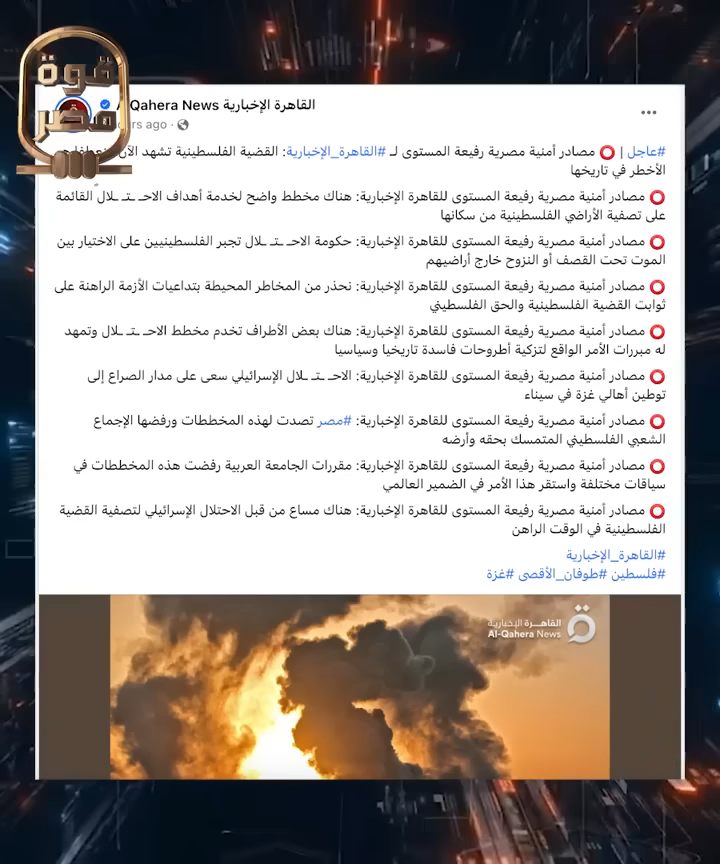 قوة
مصر
Al-Qahera News القاهرة الإخبارية
ago
#عاجل | ⭕ مصادر أمنية مصرية رفيعة المستوى لـ #القاهرة_الإخبارية: القضية الفلسطينية تشهد الآن
الأخطر في تاريخها
⭕ مصادر أمنية مصرية رفيعة المستوى للقاهرة الإخبارية: هناك مخطط واضح لخدمة أهداف الاحـ ـتـ ـلال القائمة
على تصفية الأراضي الفلسطينية من سكانها
⭕ مصادر أمنية مصرية رفيعة المستوى للقاهرة الإخبارية: حكومة الاحـ ـتـ ـلال تجبر الفلسطينيين على الاختيار بين
الموت تحت القصف أو النزوح خارج أراضيهم
⭕ مصادر أمنية مصرية رفيعة المستوى للقاهرة الإخبارية: نحذر من المخاطر المحيطة بتداعيات الأزمة الراهنة على
ثوابت القضية الفلسطينية والحق الفلسطيني
⭕ مصادر أمنية مصرية رفيعة المستوى للقاهرة الإخبارية: هناك بعض الأطراف تخدم مخطط الاحـ ـتـ ـلال وتمهد
له مبررات الأمر الواقع لتزكية أطروحات فاسدة تاريخيا وسياسيا
⭕ مصادر أمنية مصرية رفيعة المستوى للقاهرة الإخبارية: الاحـ ـتـ ـلال الإسرائيلي سعى على مدار الصراع إلى
توطين أهالي غزة في سيناء
⭕ مصادر أمنية مصرية رفيعة المستوى للقاهرة الإخبارية: #مصر تصدت لهذه المخططات ورفضها الإجماع
الشعبي الفلسطيني المتمسك بحقه وأرضه
⭕ مصادر أمنية مصرية رفيعة المستوى للقاهرة الإخبارية: مقررات الجامعة العربية رفضت هذه المخططات في
سياقات مختلفة واستقر هذا الأمر في الضمير العالمي
⭕ مصادر أمنية مصرية رفيعة المستوى للقاهرة الإخبارية: هناك مساع من قبل الاحتلال الإسرائيلي لتصفية القضية
الفلسطينية في الوقت الراهن
#القاهرة_الإخبارية
#فلسطين #طوفان_الأقصى #غزة
القاهـــرة الإخبارية
Al-Qahera News